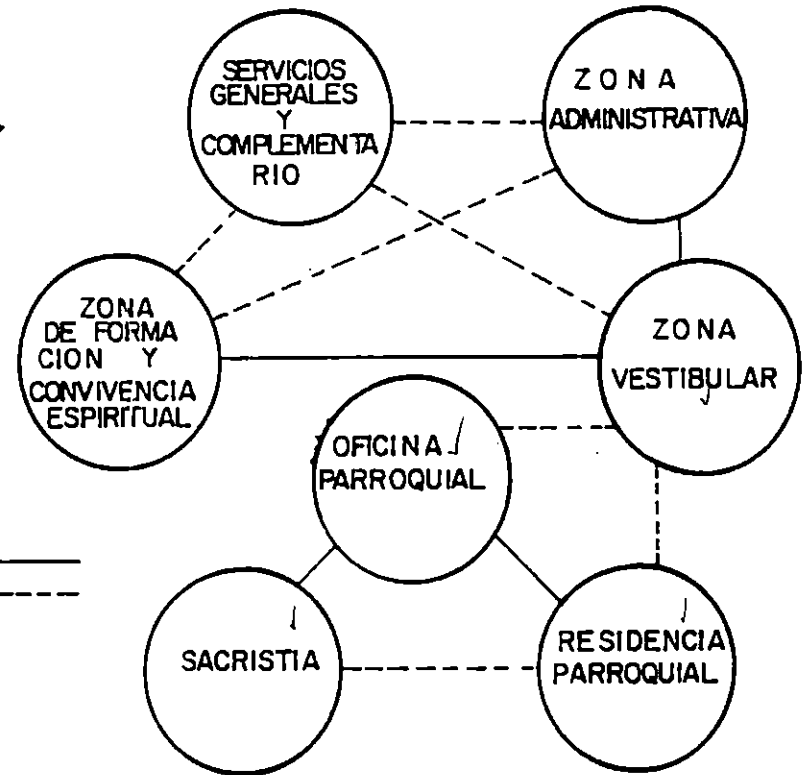 SERVICIOS
GENERALES
Y
COMPLEMENTA
RIO
ZONA
ADMINISTRATIVA
ZONA
DE FORMA
CION Y
CONVIVENCIA
ESPIRITUAL
ZONA
VESTIBULAR
OFICINA
PARROQUIAL
SACRISTIA
RESIDENCIA
PARROQUIAL